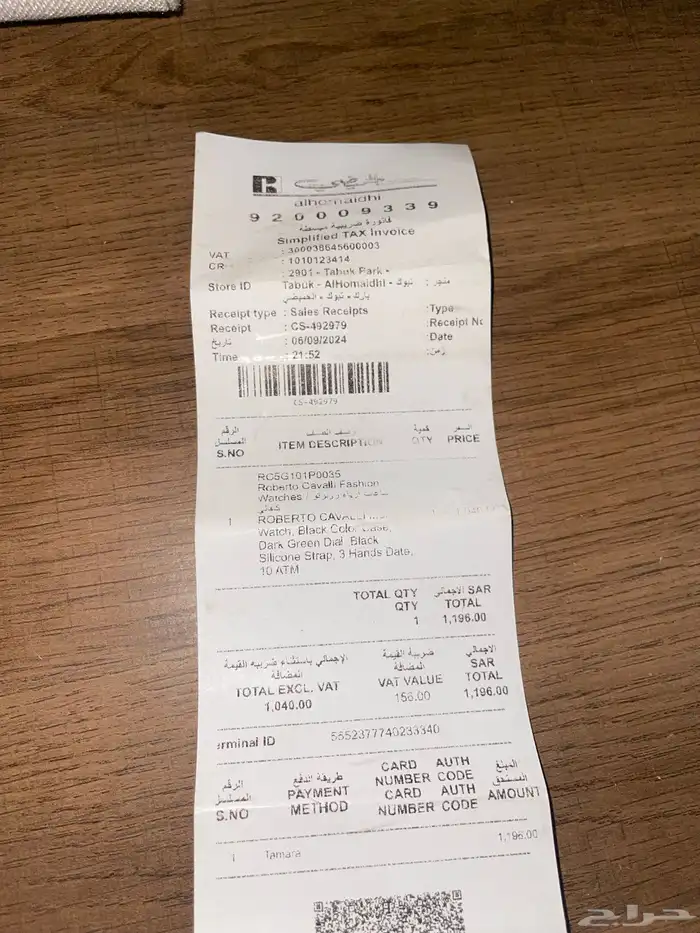 R
alhomaidhi
920009339
فاتورة ضريبية مبسطة
Simplified TAX Invoice
VAT : 300038645600003
CR : 1010123414
: 2901 - Tabuk Park -
Store ID Tabuk - AlHomaidhi - تبوك : متجر
بارك - تبوك - الحميضي
Receipt type : Sales Receipts :Type
Receipt : CS-492979 :Receipt No
تاريخ : 06/09/2024 :Date
Time : 21:52 :زمن
CS-492979
الرقم المسلسل S.NO
وصف الصنف ITEM DESCRIPTION
كمية QTY
السعر PRICE
RC5G101P0035
Roberto Cavalli Fashion
Watches /
1 ROBERTO
Watch, Black Color Case,
Dark Green Dial, Black
Silicone Strap, 3 Hands Date,
10 ATM
TOTAL QTY الاجمالي SAR
QTY TOTAL
1 1,196.00
الإجمالي باستثناء ضريبه القيمة المضافة
TOTAL EXCL. VAT
1,040.00
ضريبة القيمة المضافة
VAT VALUE
156.00
الإجمالي
SAR
TOTAL
1,196.00
erminal ID 5552377740233340
الرقم المسلسل S.NO
طريقة الدفع PAYMENT METHOD
CARD NUMBER AUTH CODE
CARD NUMBER AUTH CODE
المبلغ المستحق AMOUNT
1 Tamara 1,196.00
حراج